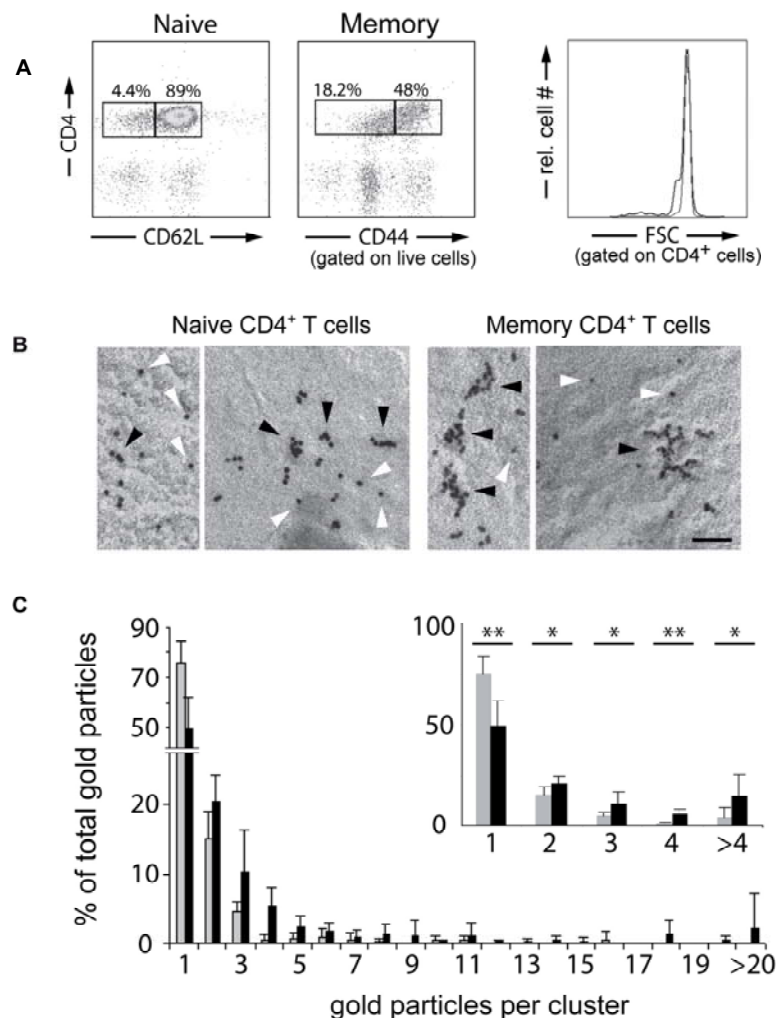 Naive
Memory
A
CD4
4.4% 89%
18.2% 48%
rel. cell #
CD62L
CD44
(gated on live cells)
FSC
(gated on CD4+ cells)
B
Naive CD4+ T cells
Memory CD4+ T cells
C
% of total gold particles
90
70
50
20
10
0
100
50
0
** * * ** *
1 2 3 4 >4
1 3 5 7 9 11 13 15 17 19 >20
gold particles per cluster